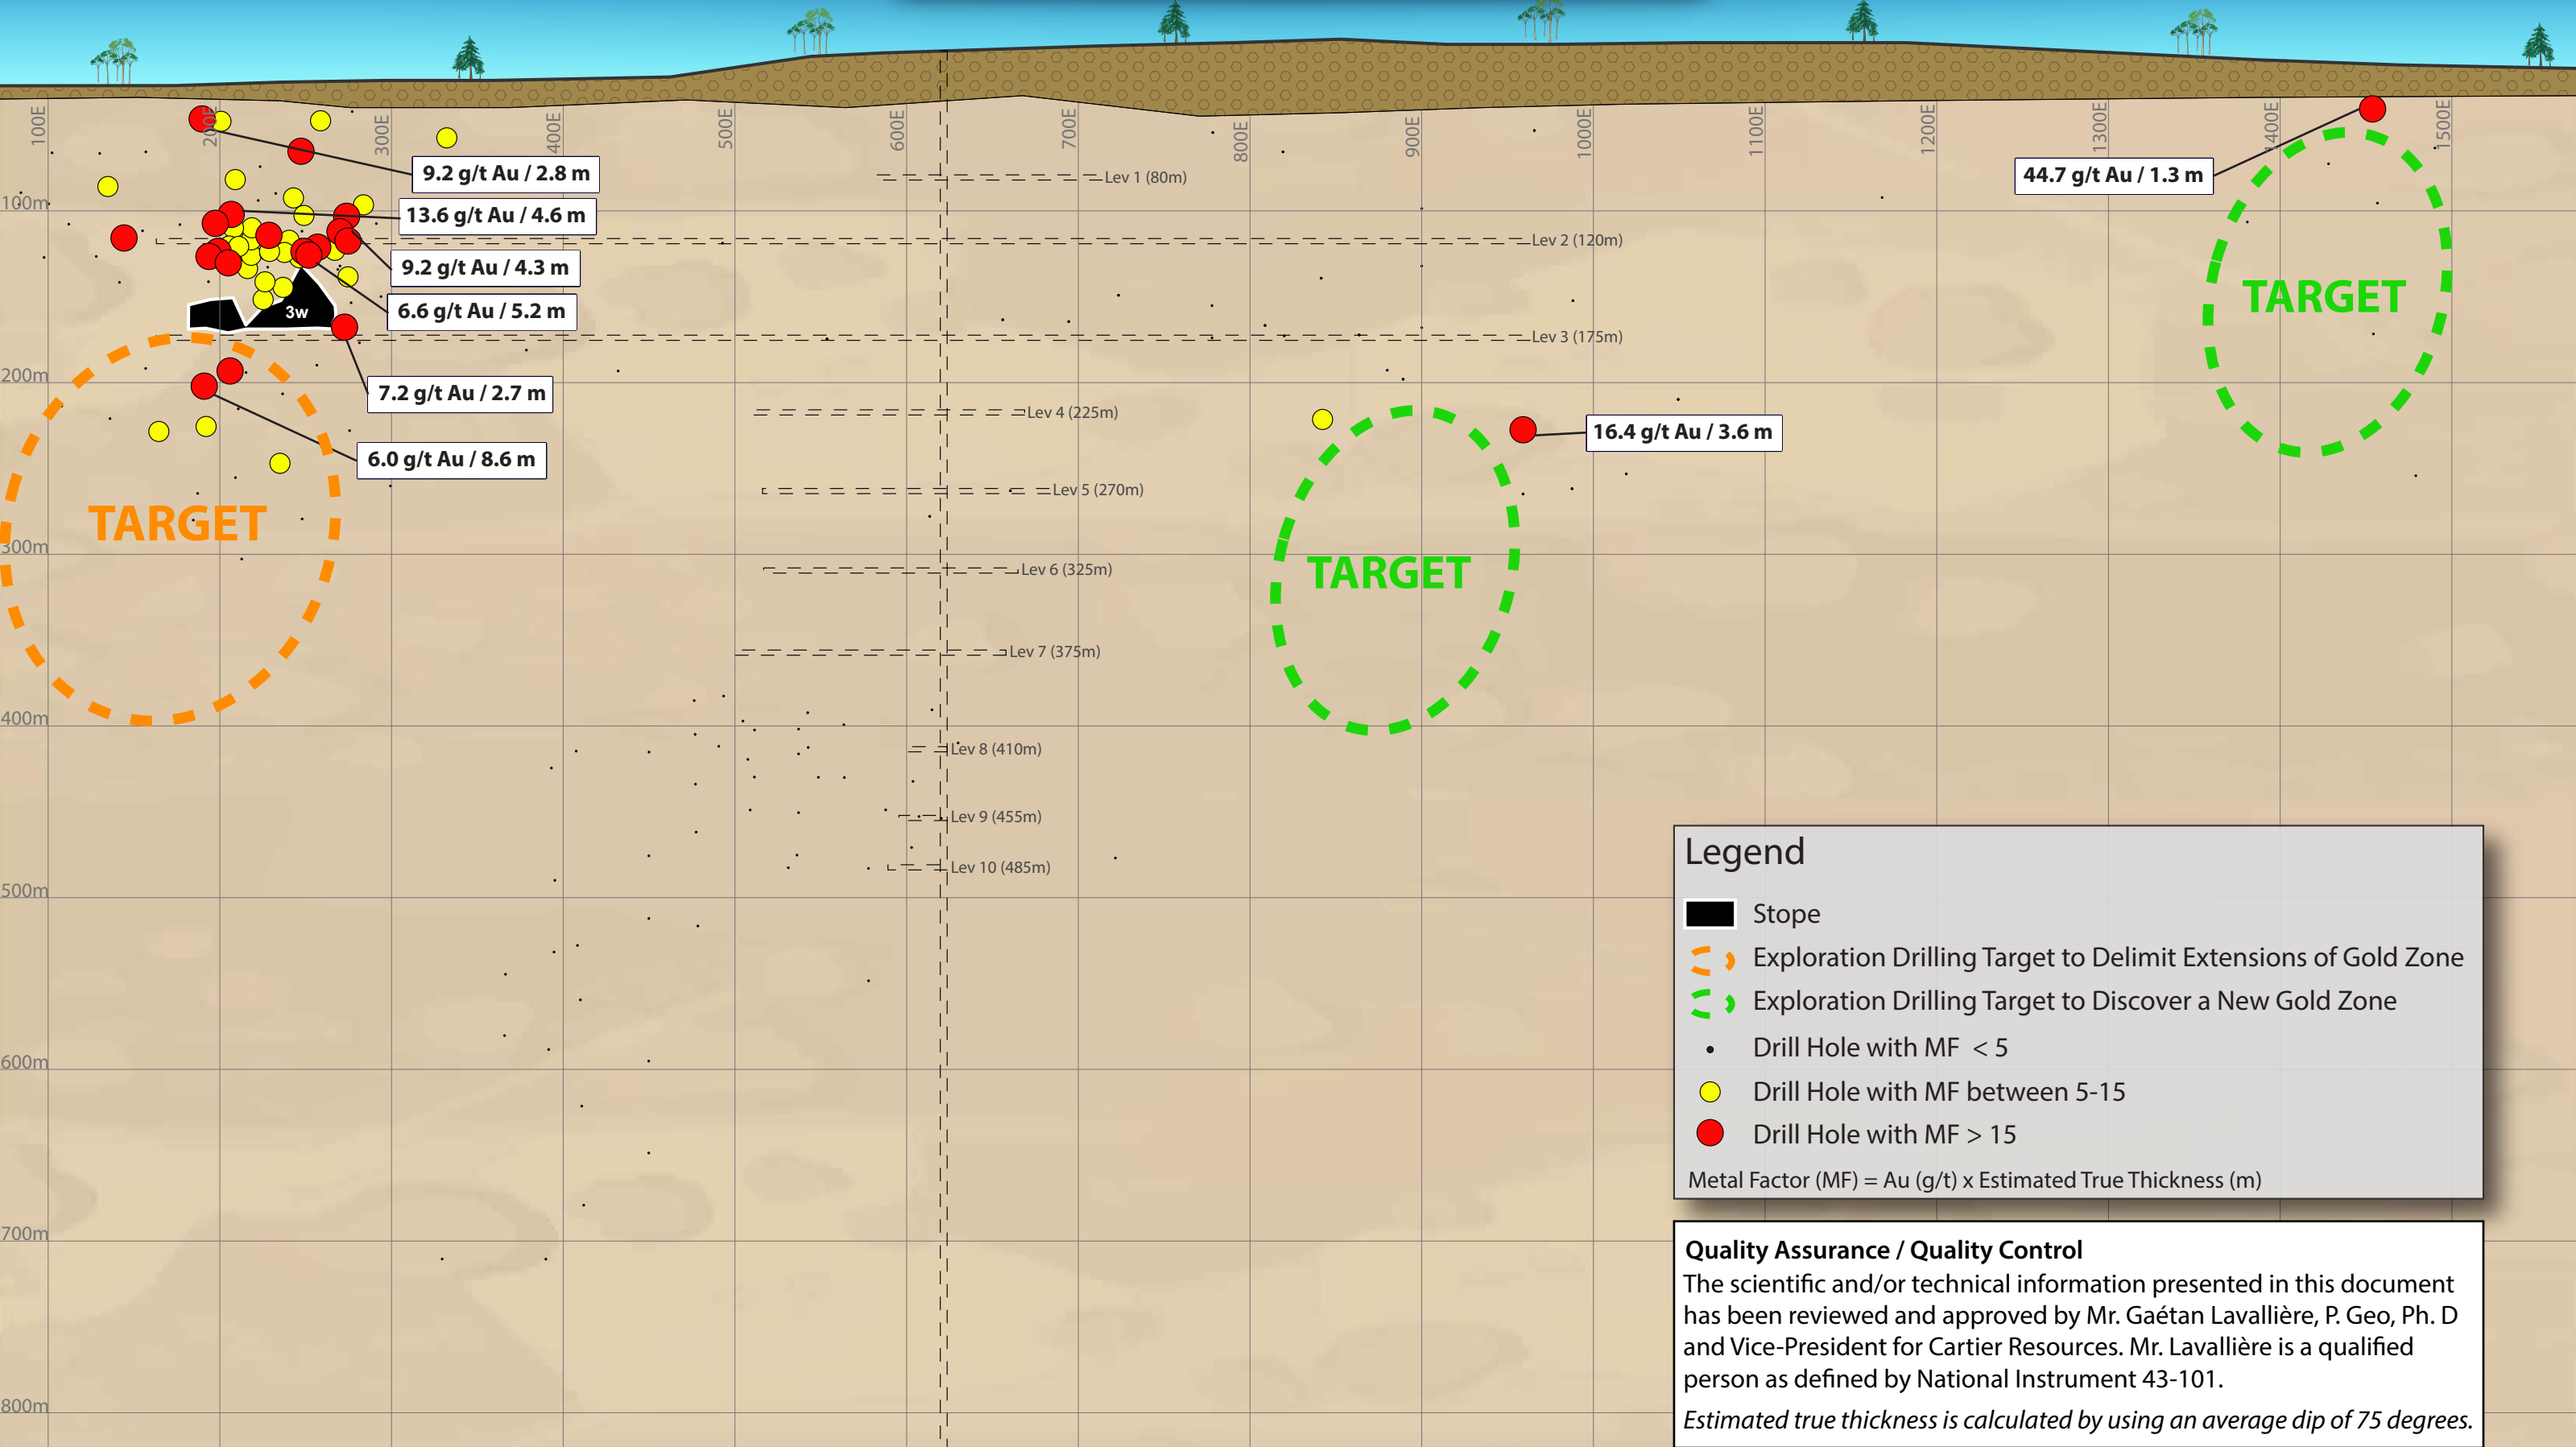 100E
200E
300E
400E
500E
600E
700E
800E
900E
1000E
1100E
1200E
1300E
1400E
1500E
9.2 g/t Au / 2.8 m
44.7 g/t Au / 1.3 m
Lev 1 (80m)
100m
13.6 g/t Au / 4.6 m
Lev 2 (120m)
9.2 g/t Au / 4.3 m
TARGET
3w
6.6 g/t Au / 5.2 m
Lev 3 (175m)
200m
7.2 g/t Au / 2.7 m
Lev 4 (225m)
16.4 g/t Au / 3.6 m
6.0 g/t Au / 8.6 m
Lev 5 (270m)
TARGET
300m
Lev 6 (325m)
TARGET
Lev 7 (375m)
400m
Lev 8 (410m)
Lev 9 (455m)
Lev 10 (485m)
500m
600m
700m
800m
Legend
Stope
Exploration Drilling Target to Delimit Extensions of Gold Zone
Exploration Drilling Target to Discover a New Gold Zone
Drill Hole with MF < 5
Drill Hole with MF between 5-15
Drill Hole with MF > 15
Metal Factor (MF) = Au (g/t) x Estimated True Thickness (m)
Quality Assurance / Quality Control
The scientific and/or technical information presented in this document
has been reviewed and approved by Mr. Gaétan Lavallière, P. Geo, Ph. D
and Vice-President for Cartier Resources. Mr. Lavallière is a qualified
person as defined by National Instrument 43-101.
Estimated true thickness is calculated by using an average dip of 75 degrees.